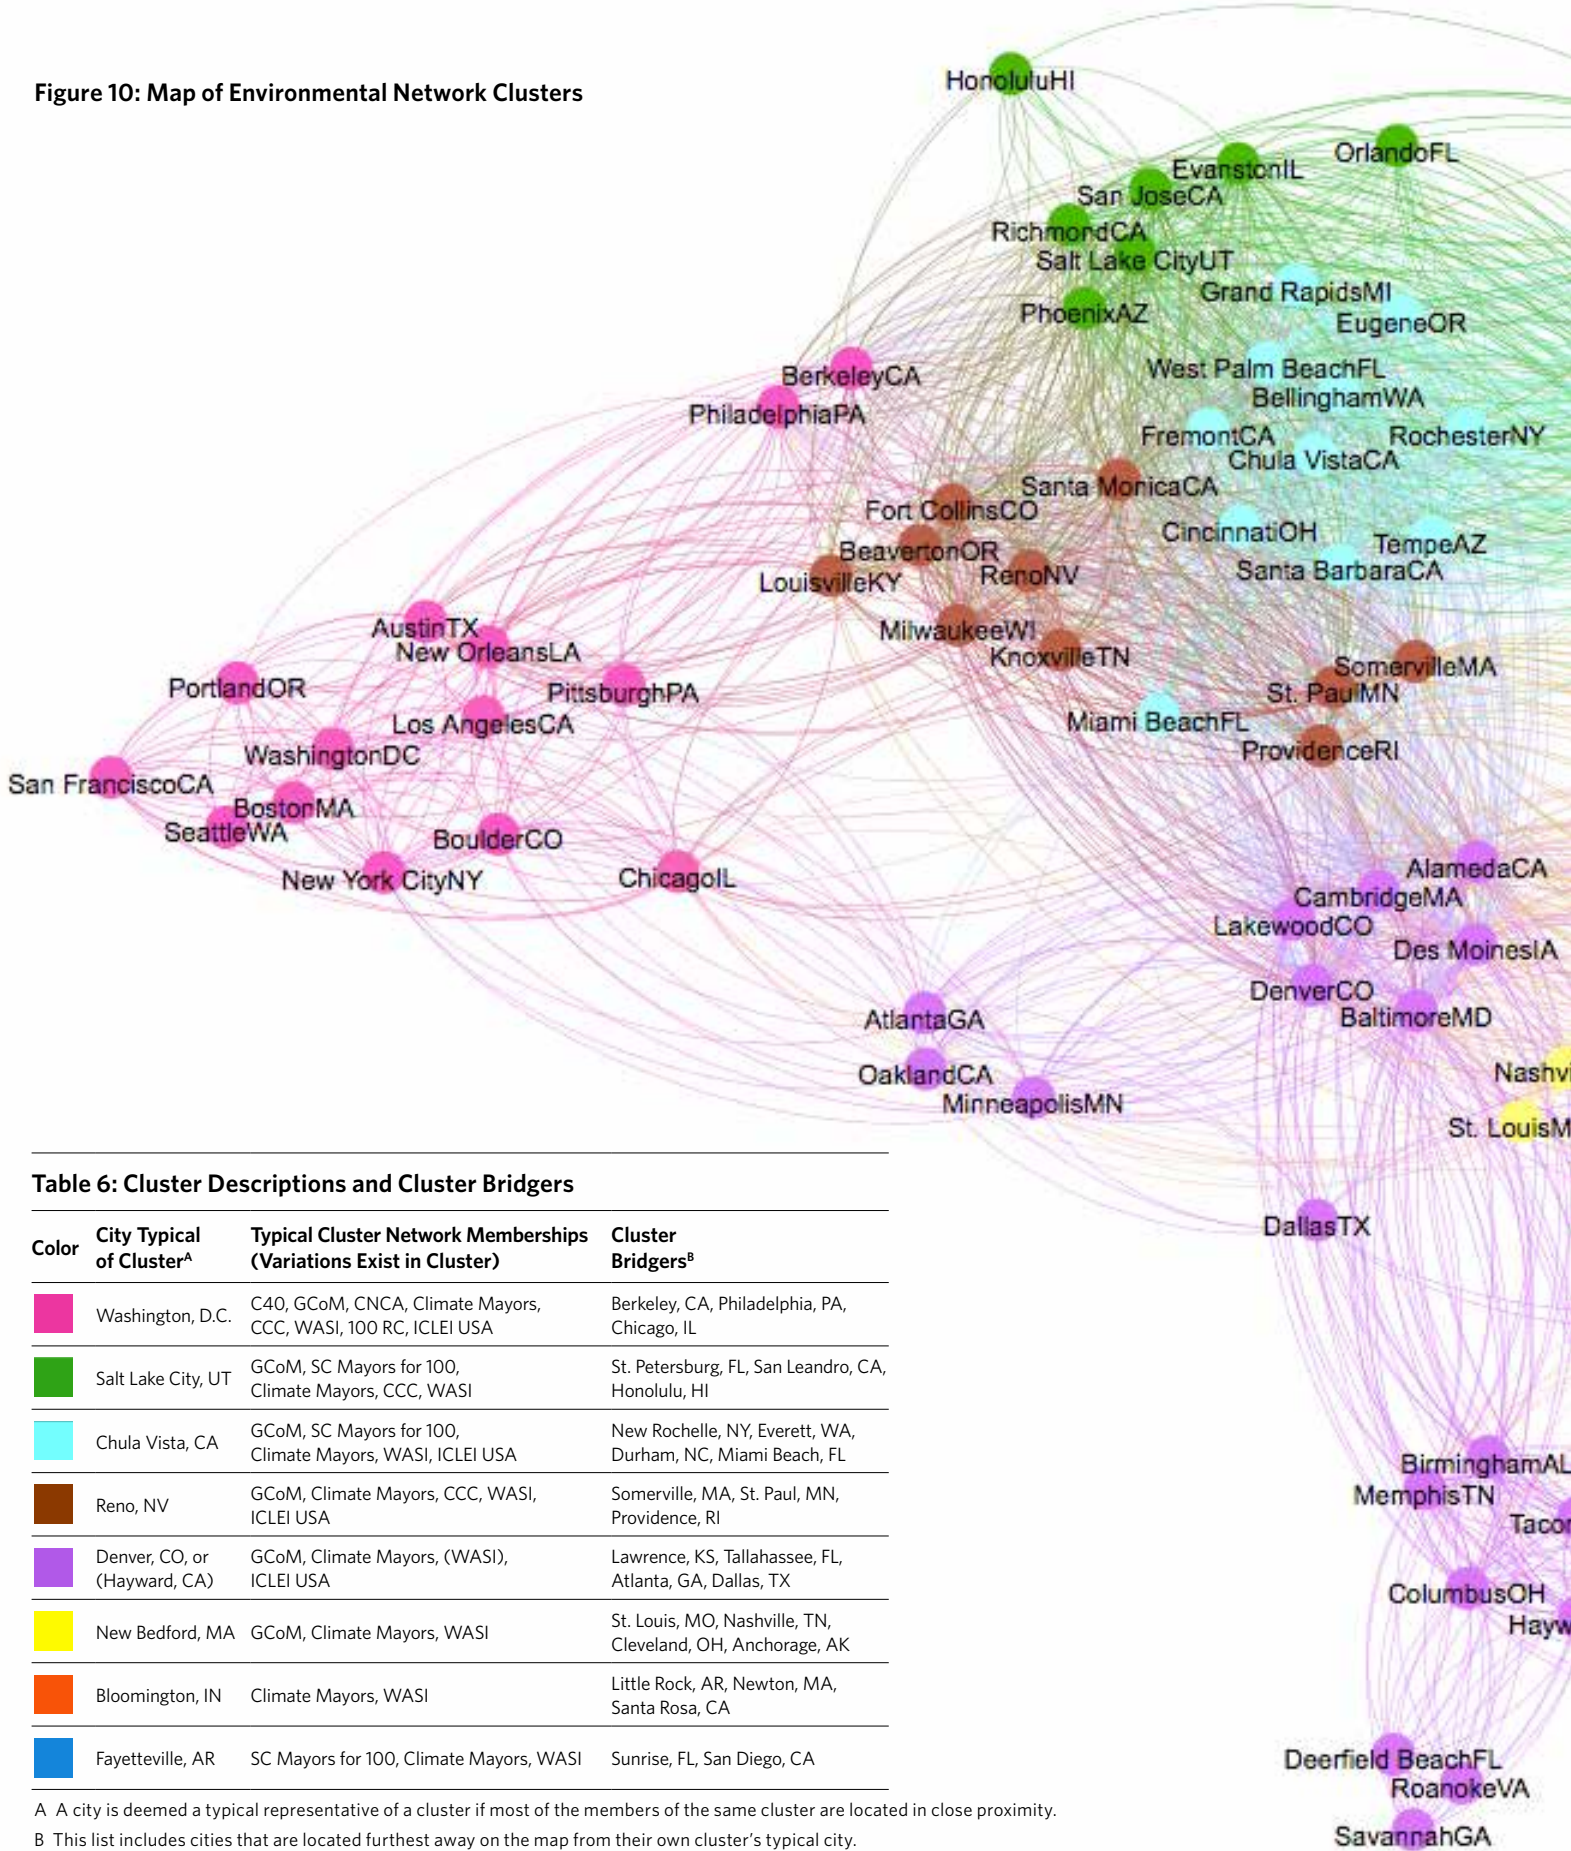 Figure 10: Map of Environmental Network Clusters
HonoluluHI
OrlandoFL
EvanstonIL
San JoseCA
RichmondCA
Salt Lake CityUT
Grand RapidsMI
PhoenixAZ
EugeneOR
West Palm BeachFL
BerkeleyCA
BellinghamWA
PhiladelphiaPA
FremontCA
RochesterNY
Chula VistaCA
Santa MonicaCA
Fort CollinsCO
CincinnatiOH
TempeAZ
BeavertonOR
Santa BarbaraCA
RenoNV
LouisvilleKY
AustinTX
MilwaukeeWI
New OrleansLA
KnoxvilleTN
SomervilleMA
PortlandOR
PittsburghPA
St. PaulMN
Los AngelesCA
Miami BeachFL
WashingtonDC
ProvidenceRI
San FranciscoCA
BostonMA
SeattleWA
BoulderCO
AlamedaCA
New York CityNY
ChicagoIL
CambridgeMA
LakewoodCO
Des MoinesIA
DenverCO
BaltimoreMD
AtlantaGA
OaklandCA
Nashvi
MinneapolisMN
St. LouisM
DallasTX
BirminghamAL
MemphisTN
Tacor
ColumbusOH
Hayw
Deerfield BeachFL
RoanokeVA
SavannahGA
Table 6: Cluster Descriptions and Cluster Bridgers
Color City Typical of ClusterA Typical Cluster Network Memberships (Variations Exist in Cluster) Cluster BridgersB
Washington, D.C. C40, GCoM, CNCA, Climate Mayors, Berkeley, CA, Philadelphia, PA,
CCC, WASI, 100 RC, ICLEI USA Chicago, IL
Salt Lake City, UT GCoM, SC Mayors for 100, St. Petersburg, FL, San Leandro, CA,
Climate Mayors, CCC, WASI Honolulu, HI
Chula Vista, CA GCoM, SC Mayors for 100, New Rochelle, NY, Everett, WA,
Climate Mayors, WASI, ICLEI USA Durham, NC, Miami Beach, FL
Reno, NV GCoM, Climate Mayors, CCC, WASI, Somerville, MA, St. Paul, MN,
ICLEI USA Providence, RI
Denver, CO, or GCoM, Climate Mayors, (WASI), Lawrence, KS, Tallahassee, FL,
(Hayward, CA) ICLEI USA Atlanta, GA, Dallas, TX
New Bedford, MA GCoM, Climate Mayors, WASI St. Louis, MO, Nashville, TN,
Cleveland, OH, Anchorage, AK
Bloomington, IN Climate Mayors, WASI Little Rock, AR, Newton, MA,
Santa Rosa, CA
Fayetteville, AR SC Mayors for 100, Climate Mayors, WASI Sunrise, FL, San Diego, CA
A A city is deemed a typical representative of a cluster if most of the members of the same cluster are located in close proximity.
B This list includes cities that are located furthest away on the map from their own cluster's typical city.